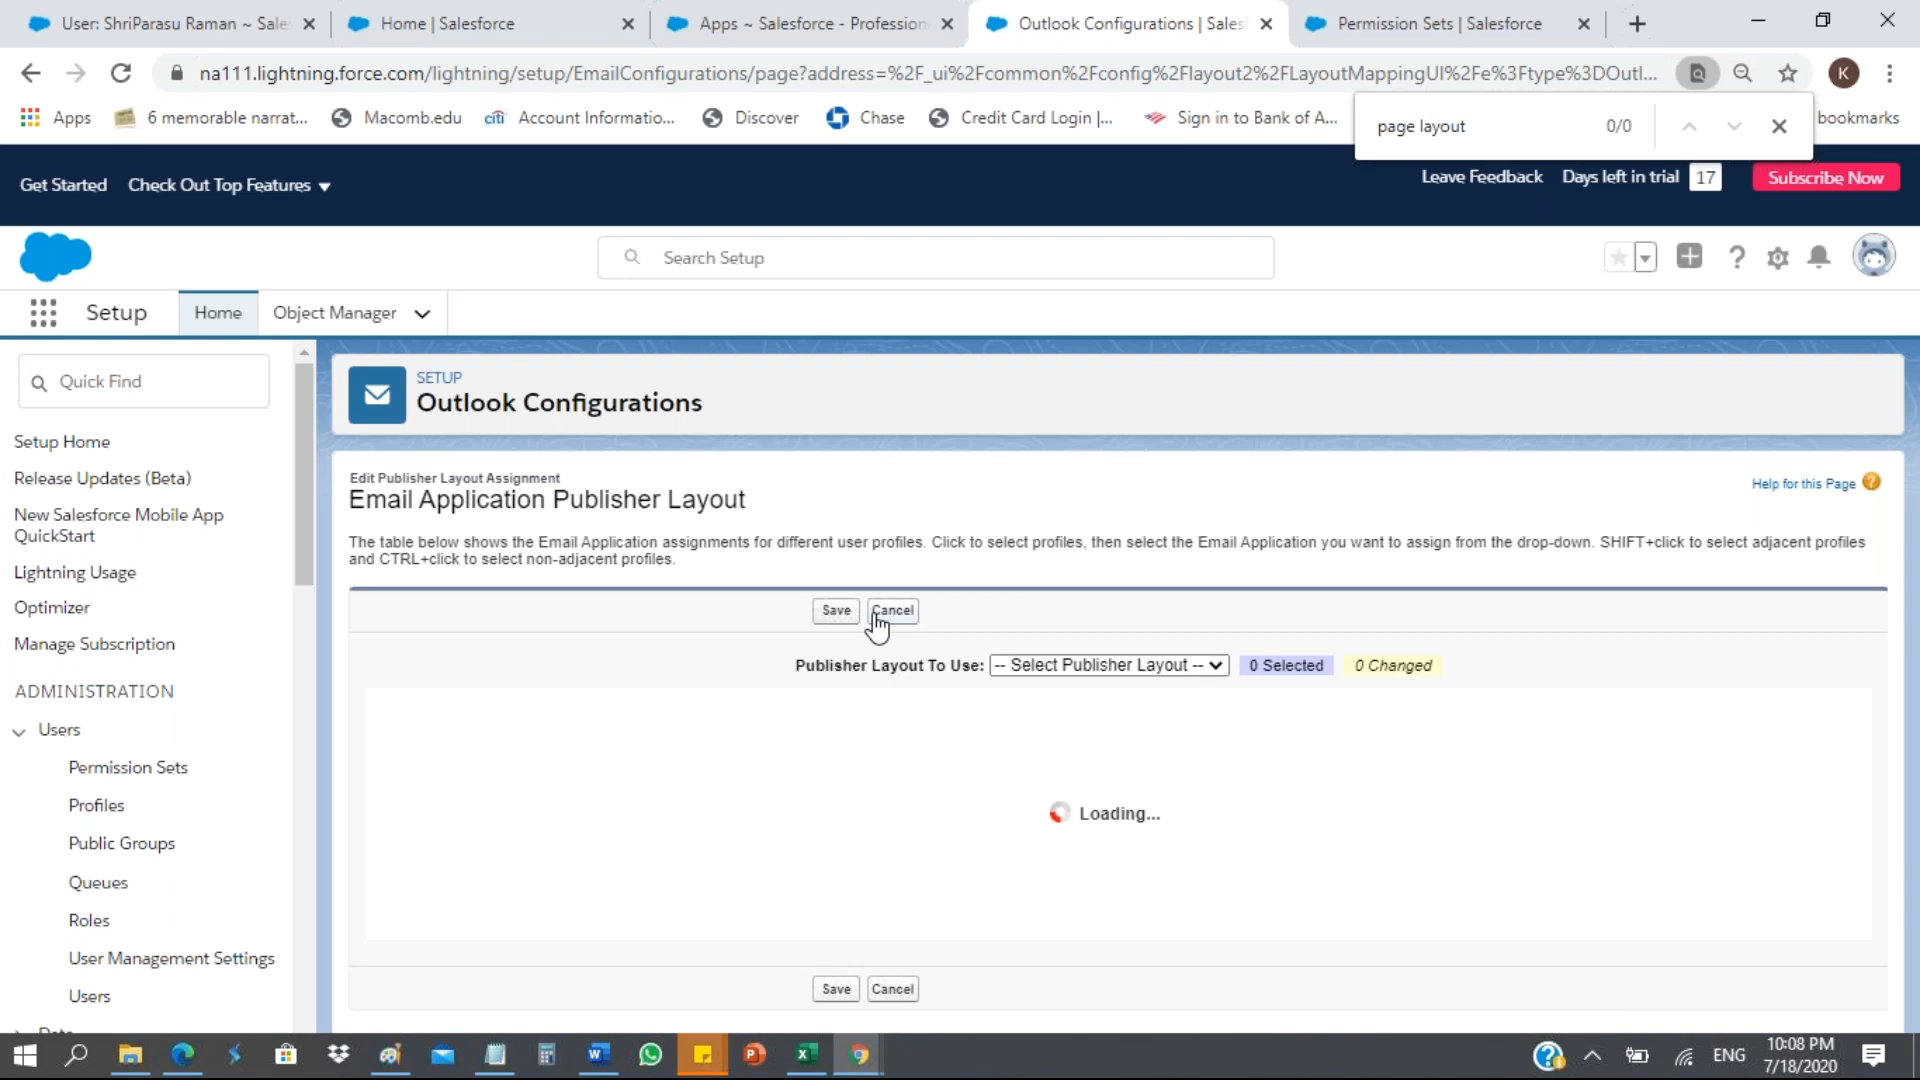 User: ShriParasu Raman ~ Sale
Home | Salesforce
Apps ~ Salesforce - Profession
Outlook Configurations | Sales
Permission Sets | Salesforce
na111.lightning.force.com/lightning/setup/EmailConfigurations/page?address=%2F_ui%2Fcommon%2Fconfig%2Flayout2%2FLayoutMappingUI%2Fe%3Ftype%3DOutl...
K
Apps
6 memorable narrat...
Macomb.edu
citi
Account Informatio...
Discover
Chase
Credit Card Login |...
Sign in to Bank of A...
bookmarks
page layout
0/0
Get Started
Check Out Top Features
Leave Feedback
Days left in trial
17
Subscribe Now
Search Setup
Setup
Home
Object Manager
Quick Find
Setup Home
Release Updates (Beta)
New Salesforce Mobile App
QuickStart
Lightning Usage
Optimizer
Manage Subscription
ADMINISTRATION
Users
Permission Sets
Profiles
Public Groups
Queues
Roles
User Management Settings
Users
SETUP
Outlook Configurations
Edit Publisher Layout Assignment
Email Application Publisher Layout
Help for this Page
The table below shows the Email Application assignments for different user profiles. Click to select profiles, then select the Email Application you want to assign from the drop-down. SHIFT+click to select adjacent profiles
and CTRL+click to select non-adjacent profiles.
Save
Cancel
Publisher Layout To Use:
-- Select Publisher Layout --
0 Selected
0 Changed
Loading...
Save
Cancel
ENG
10:08 PM
7/18/2020